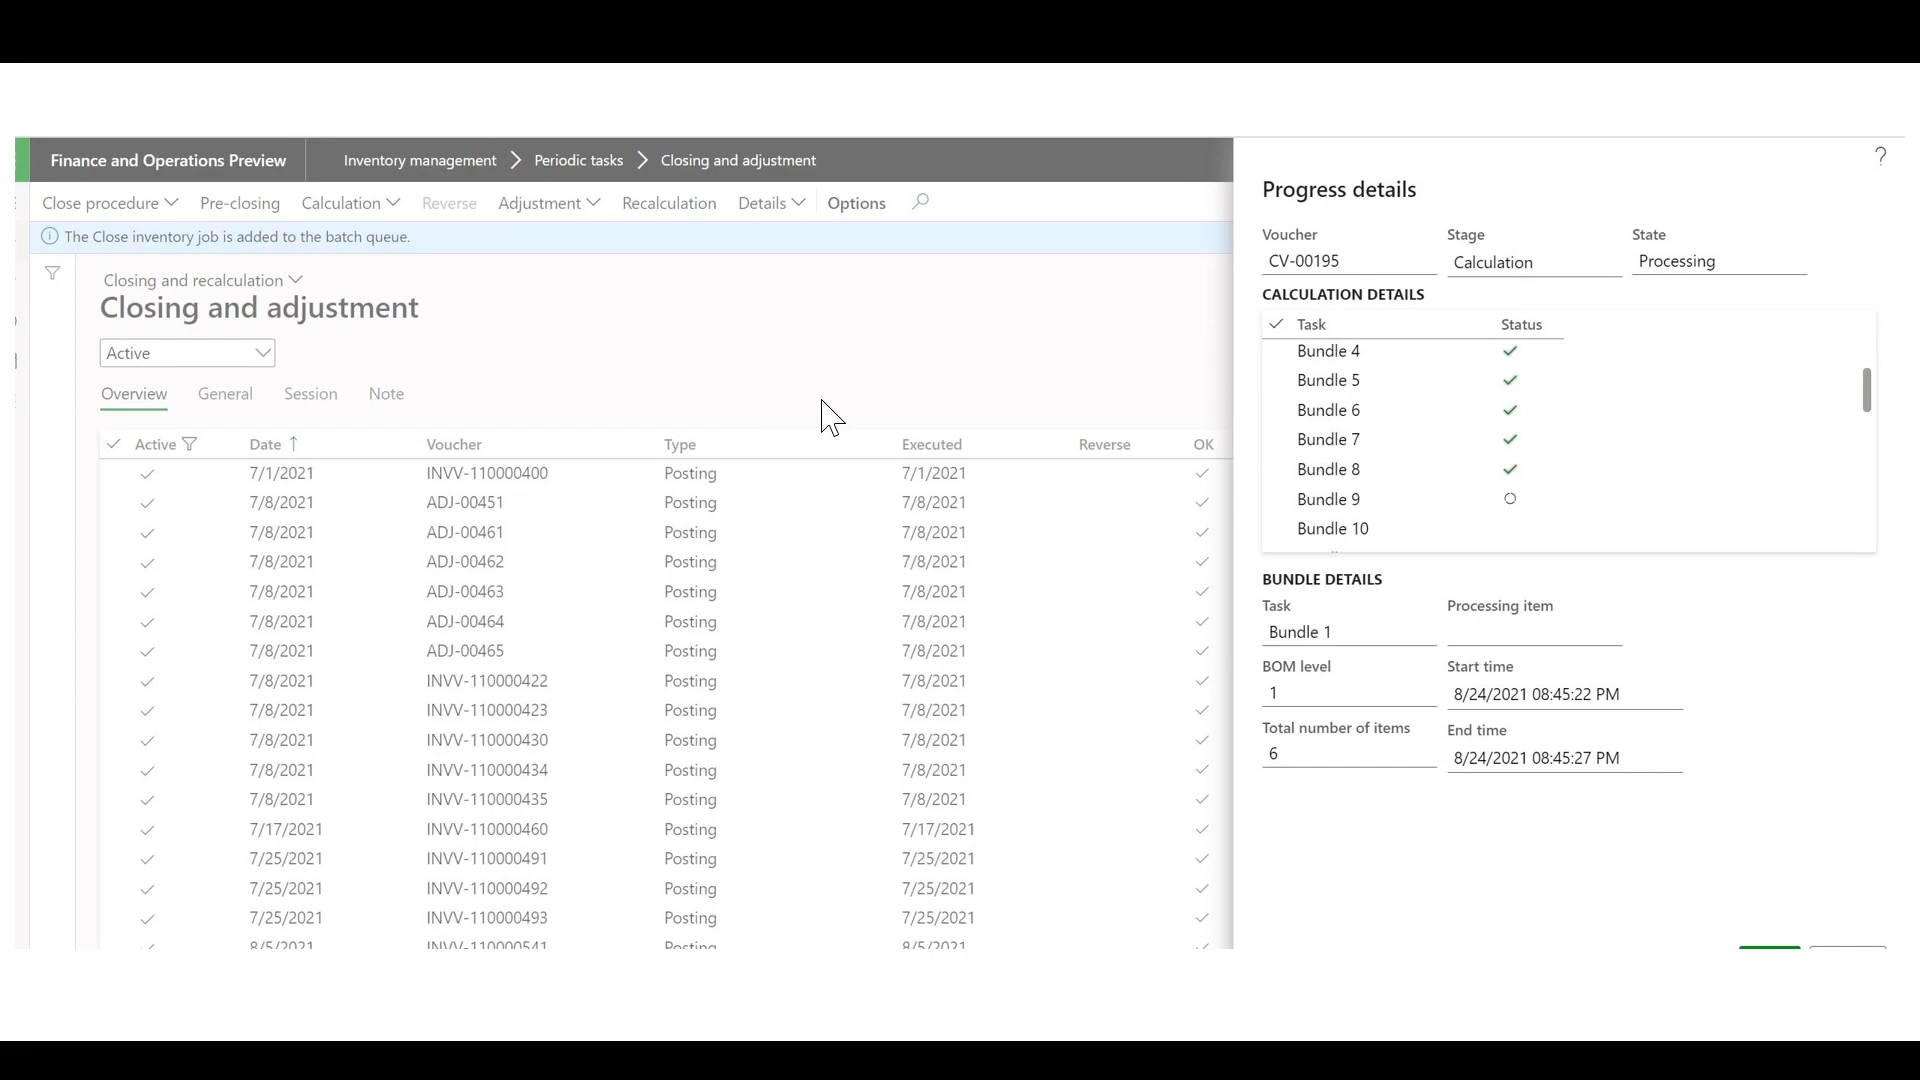 Finance and Operations Preview
Inventory management > Periodic tasks > Closing and adjustment
?
Close procedure Pre-closing Calculation Reverse Adjustment Recalculation Details Options
The Close inventory job is added to the batch queue.
Closing and recalculation
Closing and adjustment
Active
Overview General Session Note
Active Date Voucher Type Executed Reverse OK
7/1/2021 INVV-110000400 Posting 7/1/2021
7/8/2021 ADJ-00451 Posting 7/8/2021
7/8/2021 ADJ-00461 Posting 7/8/2021
7/8/2021 ADJ-00462 Posting 7/8/2021
7/8/2021 ADJ-00463 Posting 7/8/2021
7/8/2021 ADJ-00464 Posting 7/8/2021
7/8/2021 ADJ-00465 Posting 7/8/2021
7/8/2021 INVV-110000422 Posting 7/8/2021
7/8/2021 INVV-110000423 Posting 7/8/2021
7/8/2021 INVV-110000430 Posting 7/8/2021
7/8/2021 INVV-110000434 Posting 7/8/2021
7/8/2021 INVV-110000435 Posting 7/8/2021
7/17/2021 INVV-110000460 Posting 7/17/2021
7/25/2021 INVV-110000491 Posting 7/25/2021
7/25/2021 INVV-110000492 Posting 7/25/2021
7/25/2021 INVV-110000493 Posting 7/25/2021
8/5/2021 INVV-110000541 Posting 8/5/2021
Progress details
Voucher Stage State
CV-00195 Calculation Processing
CALCULATION DETAILS
Task Status
Bundle 4
Bundle 5
Bundle 6
Bundle 7
Bundle 8
Bundle 9
Bundle 10
BUNDLE DETAILS
Task Processing item
Bundle 1
BOM level Start time
1 8/24/2021 08:45:22 PM
Total number of items End time
6 8/24/2021 08:45:27 PM